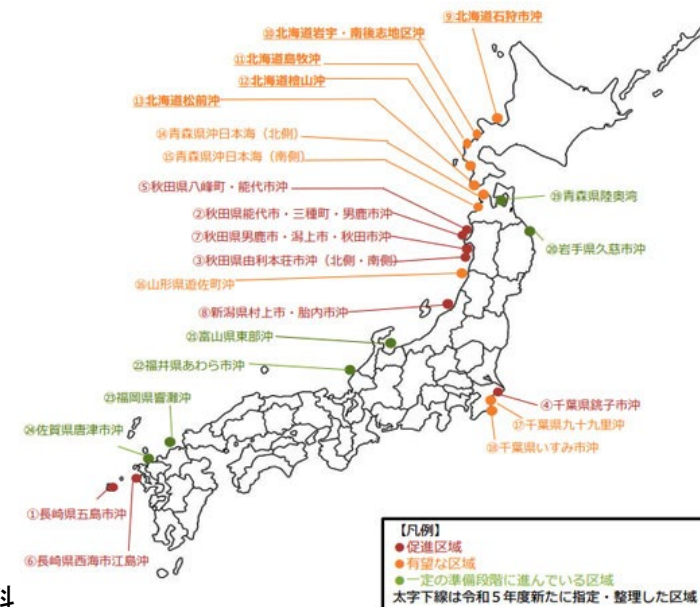 ⑨北海道石狩市沖
⑩北海道岩宇・南後志地区沖
⑪北海道島牧沖
⑫北海道檜山沖
⑬北海道松前沖
⑭青森県沖日本海（北側）
⑮青森県沖日本海（南側）
⑤秋田県八峰町・能代市沖
⑲青森県陸奥湾
②秋田県能代市・三種町・男鹿市沖
⑦秋田県男鹿市・潟上市・秋田市沖
⑳岩手県久慈市沖
③秋田県由利本荘市沖（北側・南側）
⑯山形県遊佐町沖
⑧新潟県村上市・胎内市沖
㉑富山県東部沖
㉒福井県あわら市沖
㉓福岡県響灘沖
④千葉県銚子市沖
⑰千葉県九十九里沖
㉔佐賀県唐津市沖
⑱千葉県いすみ市沖
①長崎県五島市沖
⑥長崎県西海市江島沖
【凡例】
●促進区域
●有望な区域
●一定の準備段階に進んでいる区域
太字下線は令和５年度新たに指定・整理した区域